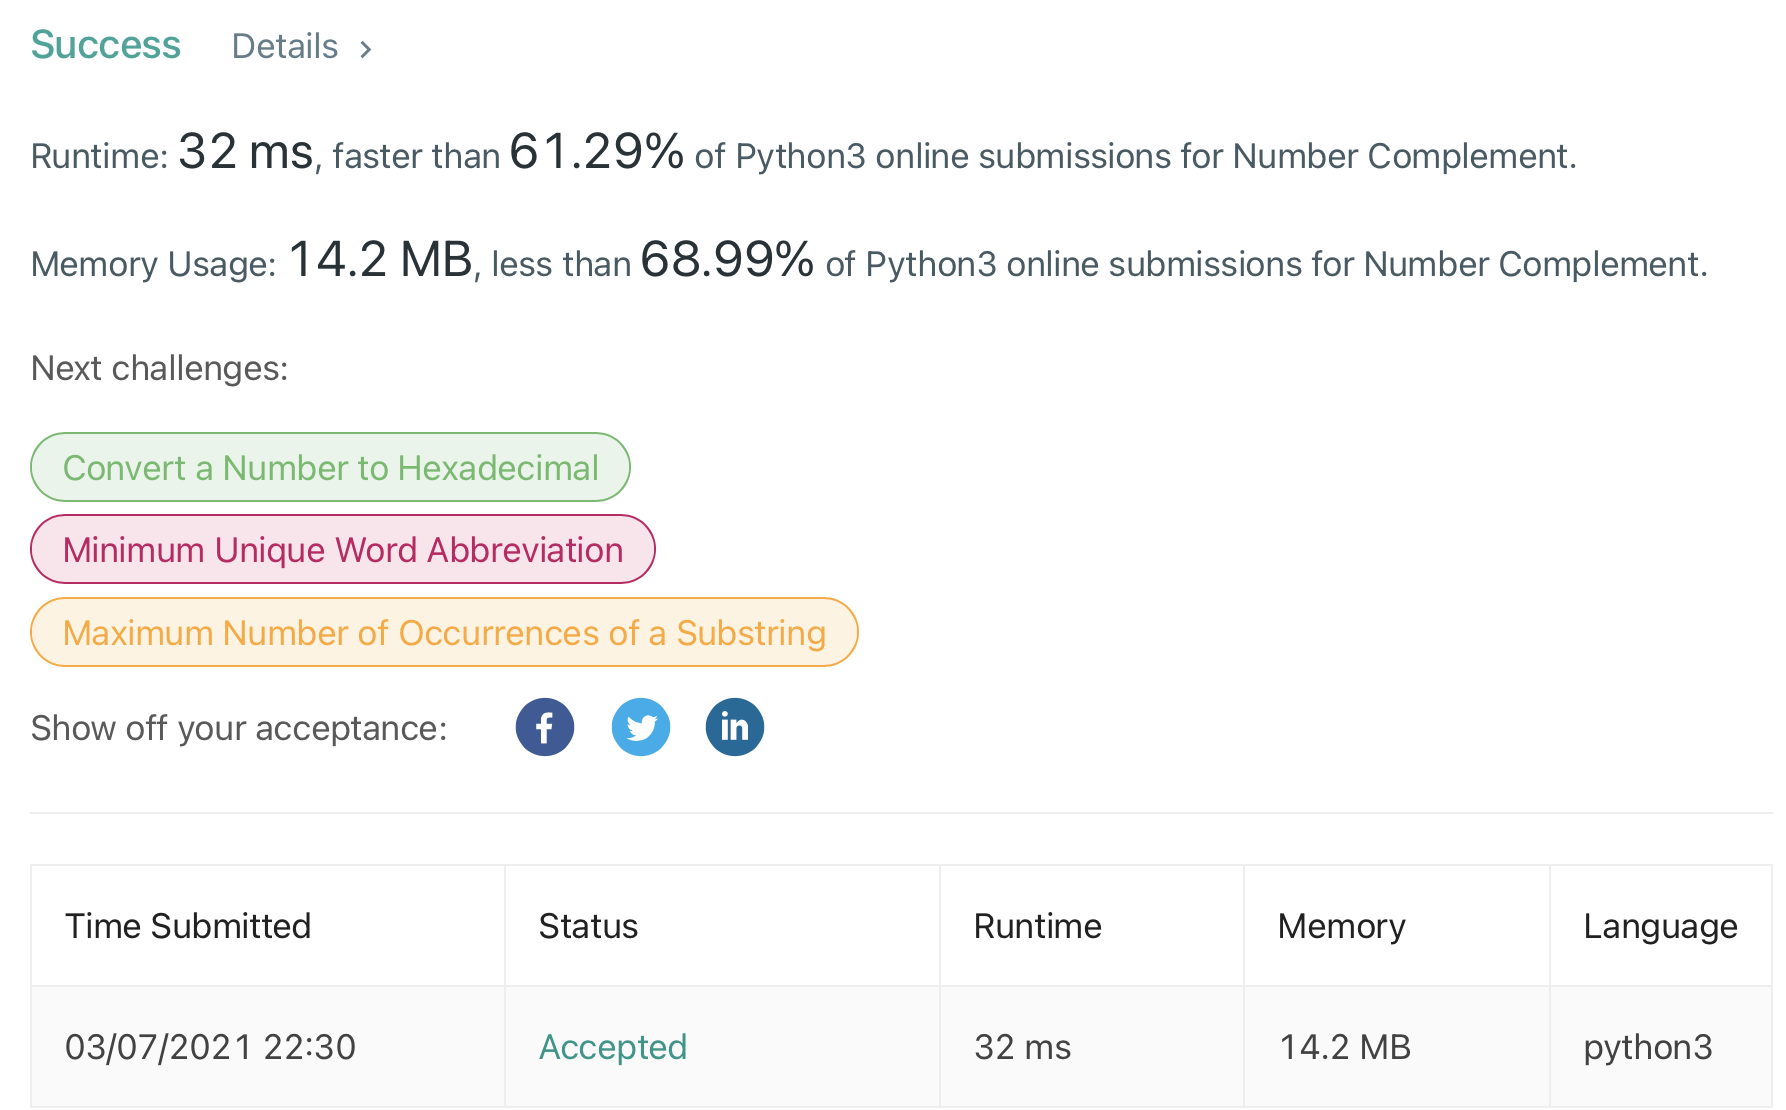 Success Details >
Runtime: 32 ms, faster than 61.29% of Python3 online submissions for Number Complement.
Memory Usage: 14.2 MB, less than 68.99% of Python3 online submissions for Number Complement.
Next challenges:
Convert a Number to Hexadecimal
Minimum Unique Word Abbreviation
Maximum Number of Occurrences of a Substring
Show off your acceptance: f in
Time Submitted Status Runtime Memory Language
03/07/2021 22:30 Accepted 32 ms 14.2 MB python3